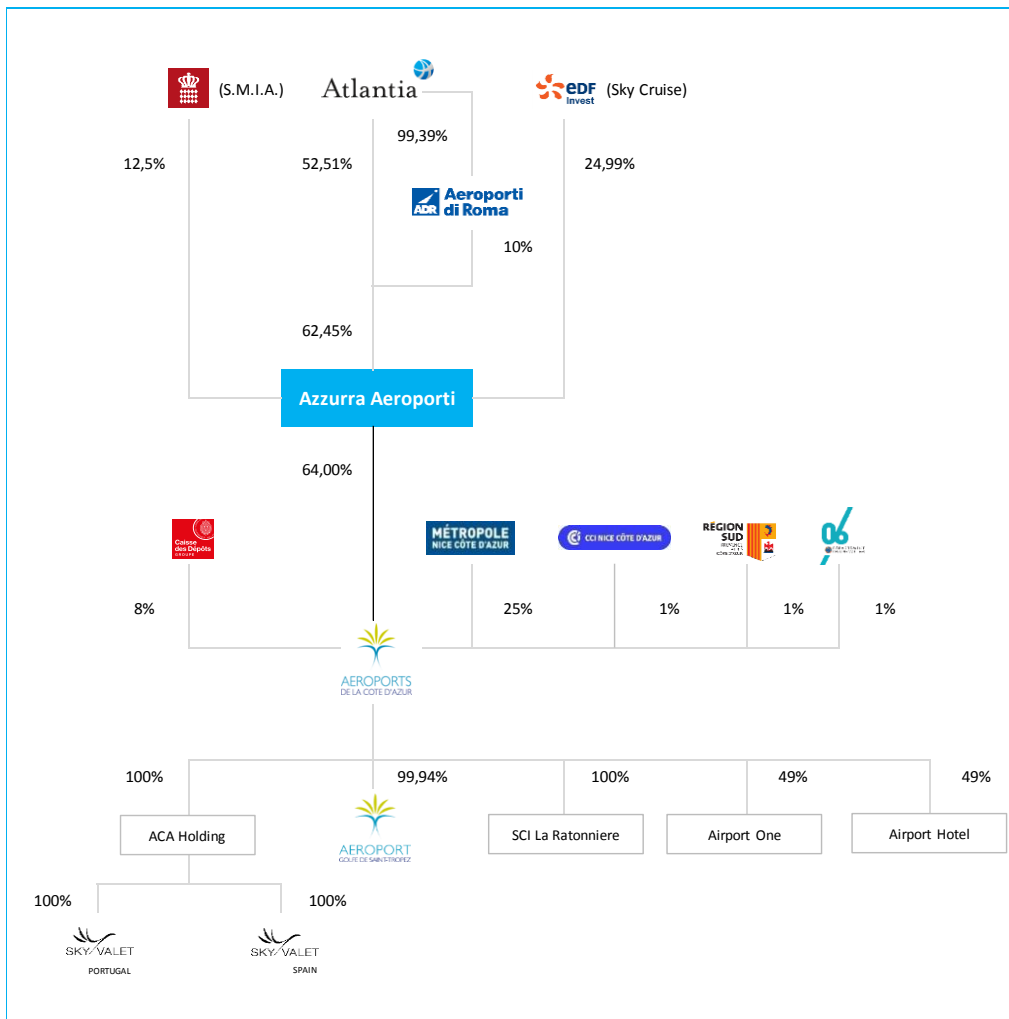 (S.M.I.A.)
Atlantia
eDF
Invest
(Sky Cruise)
99,39%
12,5%
52,51%
24,99%
ADR
Aeroporti
di Roma
10%
62,45%
Azzurra Aeroporti
64,00%
Caisse
des Dépôts
GROUPE
MÉTROPOLE
NICE CÔTE D'AZUR
CCI NICE CÔTE D'AZUR
RÉGION
SUD
06
8%
25%
1%
1%
1%
AEROPORTS
DE LA COTE D'AZUR
100%
99,94%
100%
49%
49%
ACA Holding
AEROPORT
GOLFE DE SAINT-TROPEZ
SCI La Ratonniere
Airport One
Airport Hotel
100%
100%
SKY VALET
PORTUGAL
SKY VALET
SPAIN